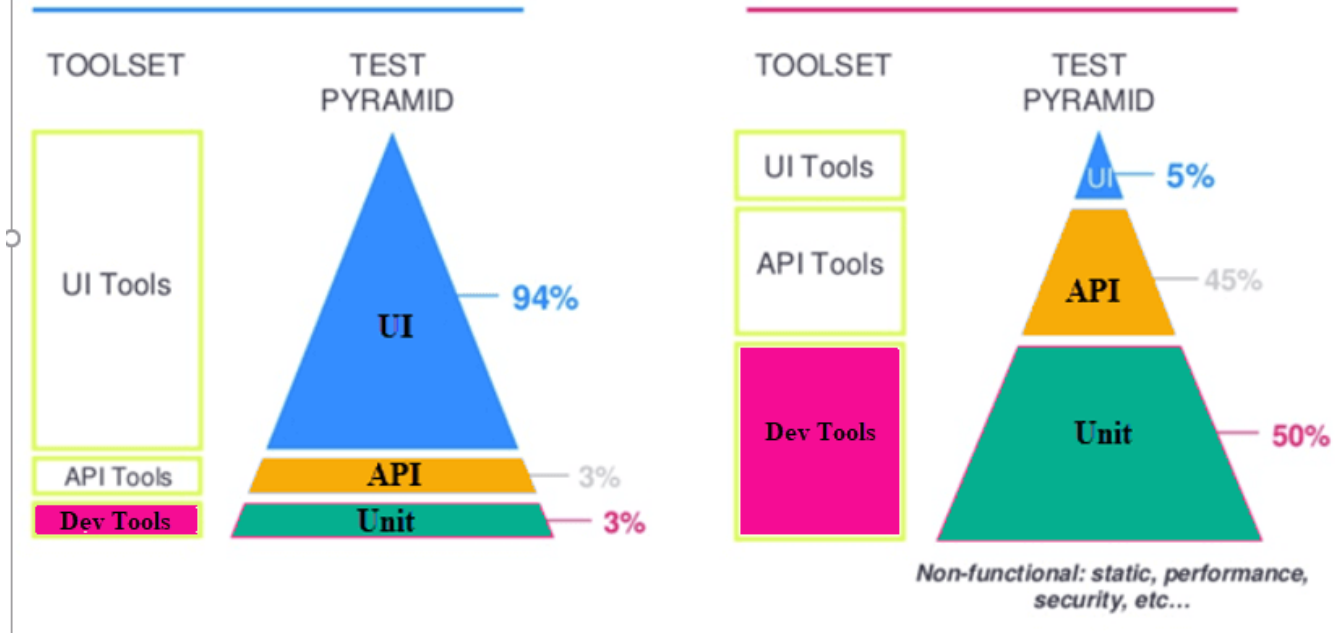 TOOLSET
TEST
PYRAMID
UI Tools
UI
94%
API Tools
API
3%
Dev Tools
Unit
3%
TOOLSET
TEST
PYRAMID
UI Tools
UI
5%
API Tools
API
45%
Dev Tools
Unit
50%
Non-functional: static, performance,
security, etc...